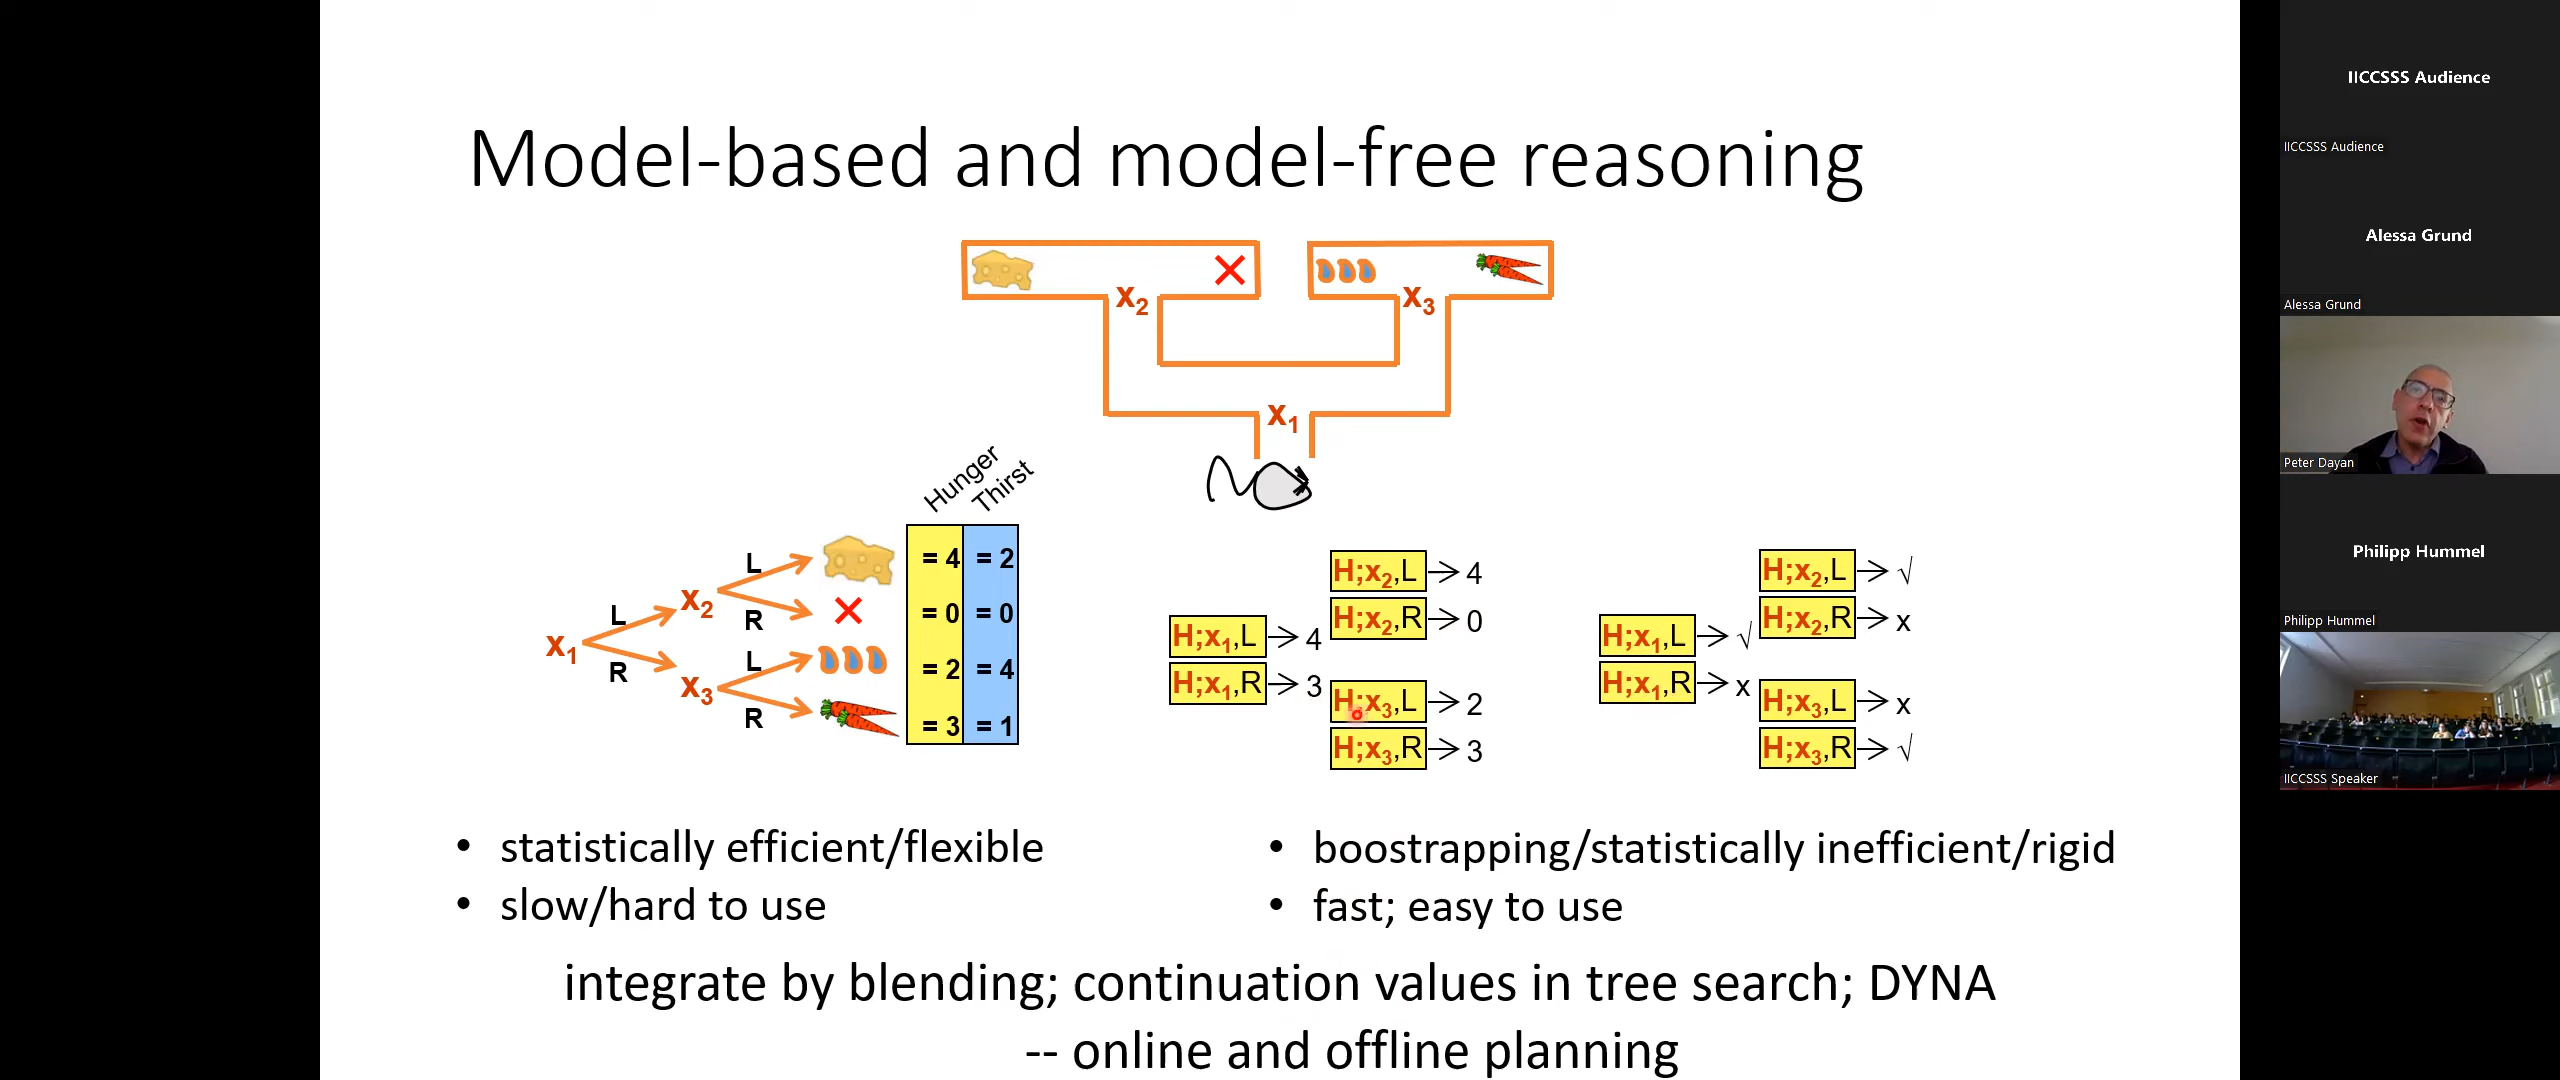 Model-based and model-free reasoning
x2
x3
x1
Hunger
Thirst
x1
L
R
x2
x3
L
R
L
R
= 4 = 2
= 0 = 0
= 2 = 4
= 3 = 1
H;x1,L → 4
H;x1,R → 3
H;x2,L → 4
H;x2,R → 0
H;x3,L → 2
H;x3,R → 3
H;x1,L → √
H;x1,R → x
H;x2,L → √
H;x2,R → x
H;x3,L → x
H;x3,R → √
• statistically efficient/flexible
• slow/hard to use
• boostrapping/statistically inefficient/rigid
• fast; easy to use
integrate by blending; continuation values in tree search; DYNA
-- online and offline planning
IICCSSS Audience
IICCSSS Audience
Alessa Grund
Alessa Grund
Peter Dayan
Philipp Hummel
Philipp Hummel
IICCSSS Speaker